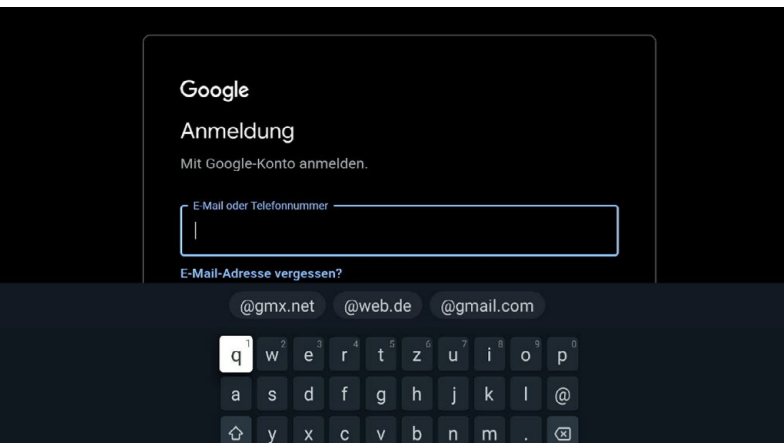 Google
Anmeldung
Mit Google-Konto anmelden.
E-Mail oder Telefonnummer
E-Mail-Adresse vergessen?
@gmx.net @web.de @gmail.com
q 1 w 2 e 3 r 4 t 5 z 6 u 7 i 8 o 9 p 0
a s d f g h j k l @
y x c v b n m .